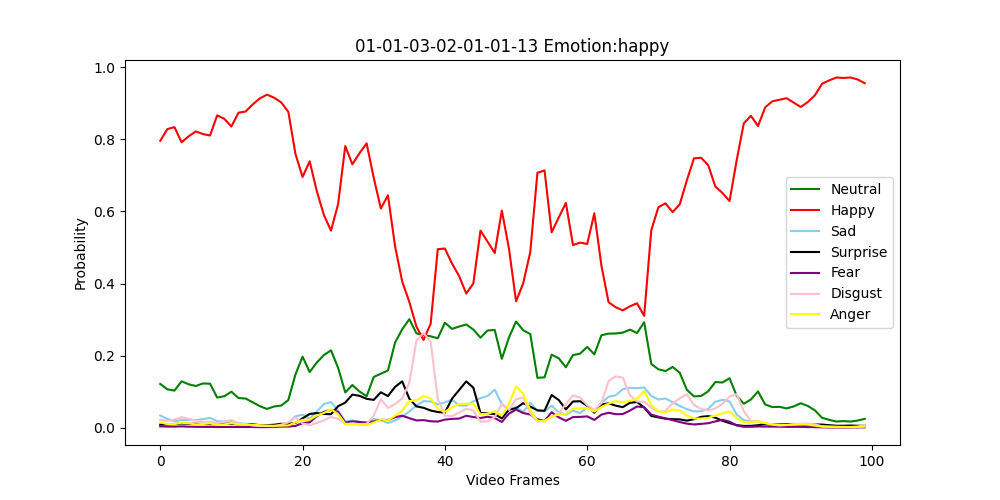 01-01-03-02-01-01-13 Emotion:happy
1.0
0.8
0.6
0.4
0.2
0.0
Probability
0 20 40 60 80 100
Video Frames
Neutral
Happy
Sad
Surprise
Fear
Disgust
Anger